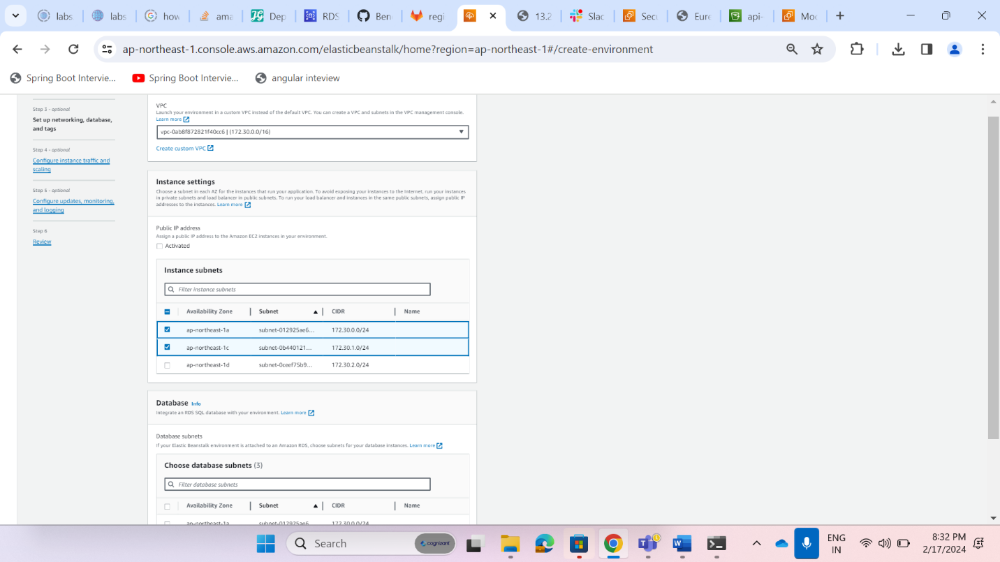 labs
labs
how
ama
Dep
RDS
Ben
regi
13.2
Slac
Secu
Eure
api-
Moc
ap-northeast-1.console.aws.amazon.com/elasticbeanstalk/home?region=ap-northeast-1#/create-environment
Spring Boot Intervie...
Spring Boot Intervie...
angular inteview
Step 3 - optional
Set up networking, database,
and tags
Step 4 - optional
Configure instance traffic and
scaling
Step 5 - optional
Configure updates, monitoring,
and logging
Step 6
Review
VPC
Launch your environment in a custom VPC instead of the default VPC. You can create a VPC and subnets in the VPC management console.
Learn more
vpc-0ab8f872821f40cc6 | (172.30.0.0/16)
Create custom VPC
Instance settings
Choose a subnet in each AZ for the instances that run your application. To avoid exposing your instances to the Internet, run your instances
in private subnets and load balancer in public subnets. To run your load balancer and instances in the same public subnets, assign public IP
addresses to the instances. Learn more
Public IP address
Assign a public IP address to the Amazon EC2 instances in your environment.
Activated
Instance subnets
Filter instance subnets
Availability Zone Subnet CIDR Name
ap-northeast-1a subnet-012925ae6... 172.30.0.0/24
ap-northeast-1c subnet-0b440121... 172.30.1.0/24
ap-northeast-1d subnet-0ceef75b9... 172.30.2.0/24
Database Info
Integrate an RDS SQL database with your environment. Learn more
Database subnets
If your Elastic Beanstalk environment is attached to an Amazon RDS, choose subnets for your database instances. Learn more
Choose database subnets (3)
Filter database subnets
Availability Zone Subnet CIDR Name
ap-northeast-1a subnet-012925ae6 172.30.0.0/24
Search
cognizant
ENG
IN
8:32 PM
2/17/2024